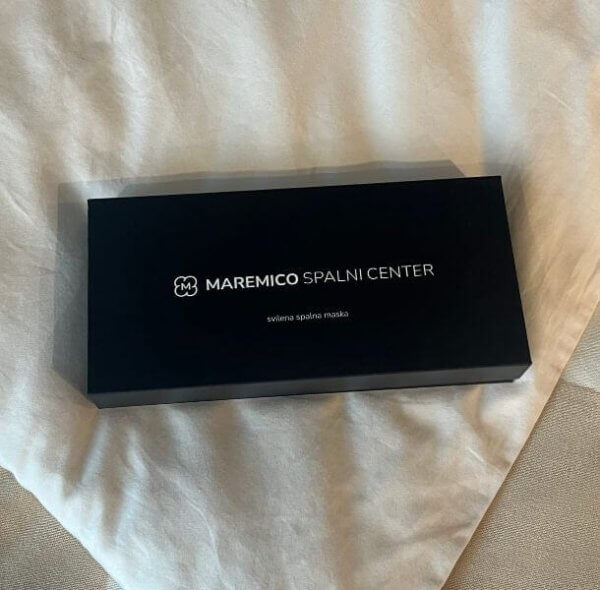 M MAREMICO SPALNI CENTER
svilena spalna maska